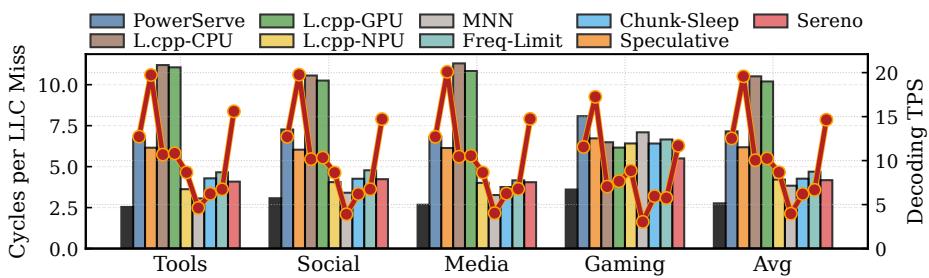 PowerServe L.cpp-GPU MNN Chunk-Sleep Sereno
L.cpp-CPU L.cpp-NPU Freq-Limit Speculative
Cycles per LLC Miss
10.0
7.5
5.0
2.5
0.0
20
15
10
5
0
Decoding TPS
Tools Social Media Gaming Avg